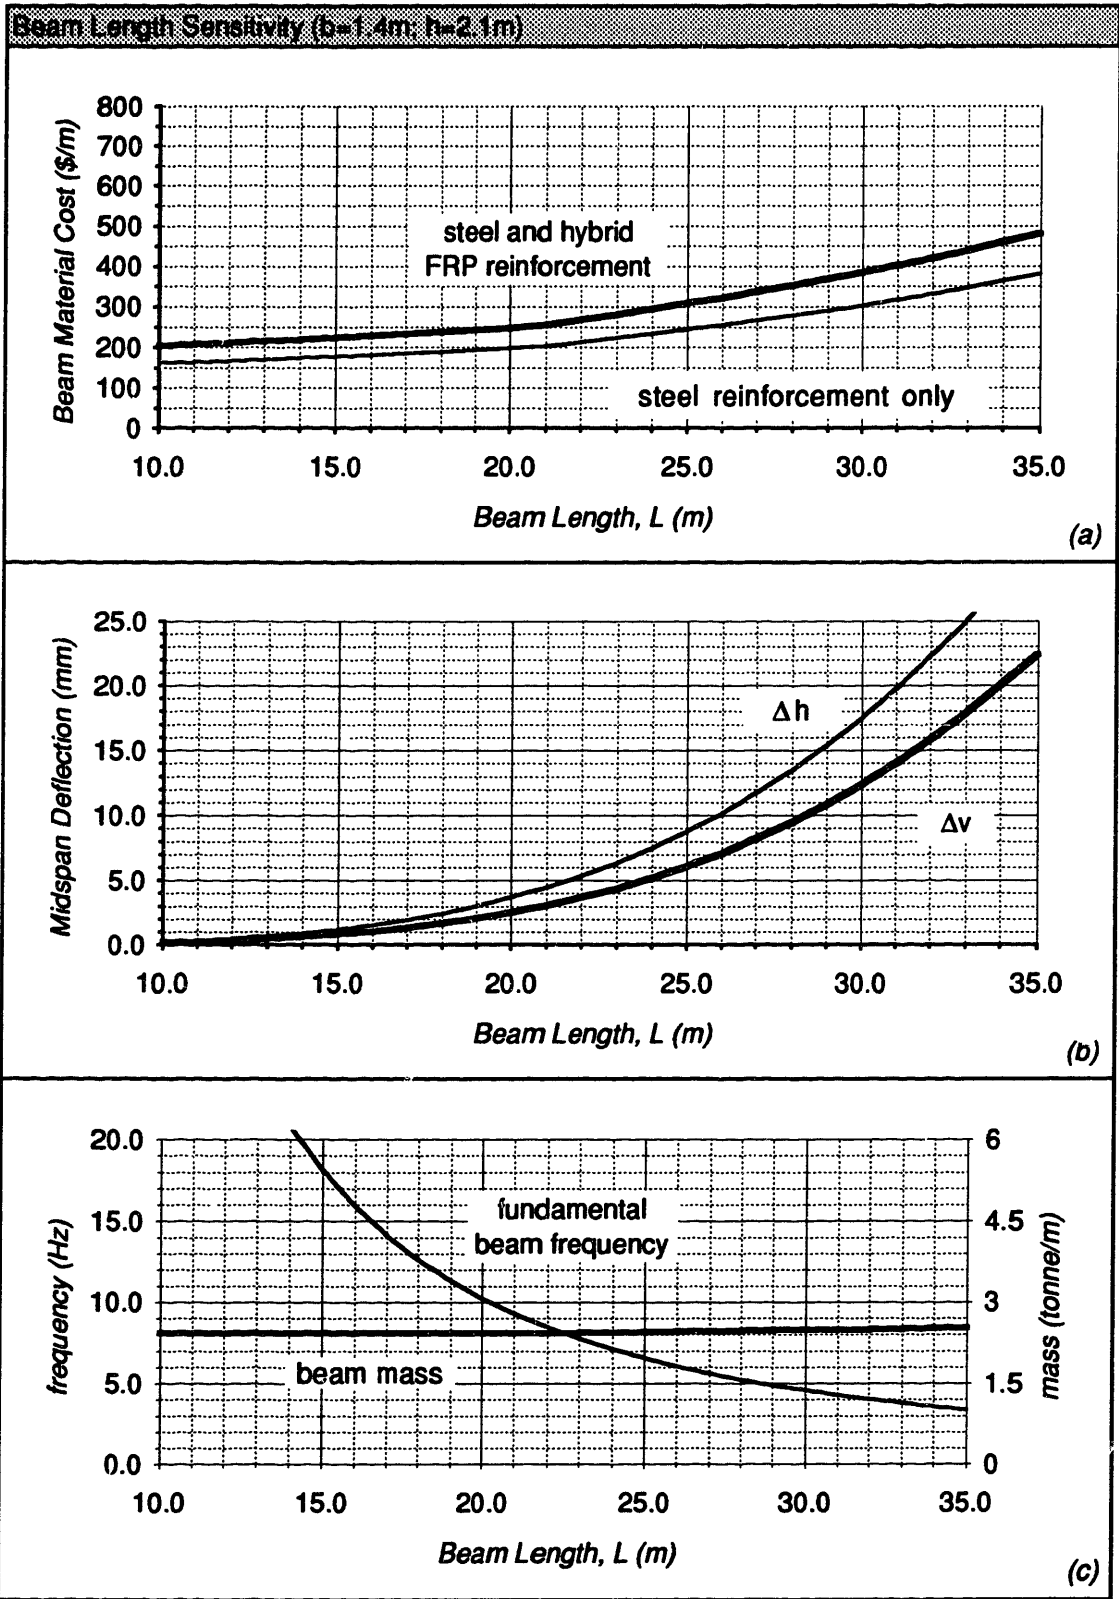 Beam Length Sensitivity (b=1.4m; h=2.1m)
800
700
600
500
400
300
200
100
0
Beam Material Cost ($/m)
steel and hybrid
FRP reinforcement
steel reinforcement only
10.0 15.0 20.0 25.0 30.0 35.0
Beam Length, L (m)
(a)
25.0
20.0
15.0
10.0
5.0
0.0
Midspan Deflection (mm)
Δh
Δv
10.0 15.0 20.0 25.0 30.0 35.0
Beam Length, L (m)
(b)
20.0
15.0
10.0
5.0
0.0
frequency (Hz)
fundamental
beam frequency
beam mass
6
4.5
3
1.5
0
mass (tonne/m)
10.0 15.0 20.0 25.0 30.0 35.0
Beam Length, L (m)
(c)